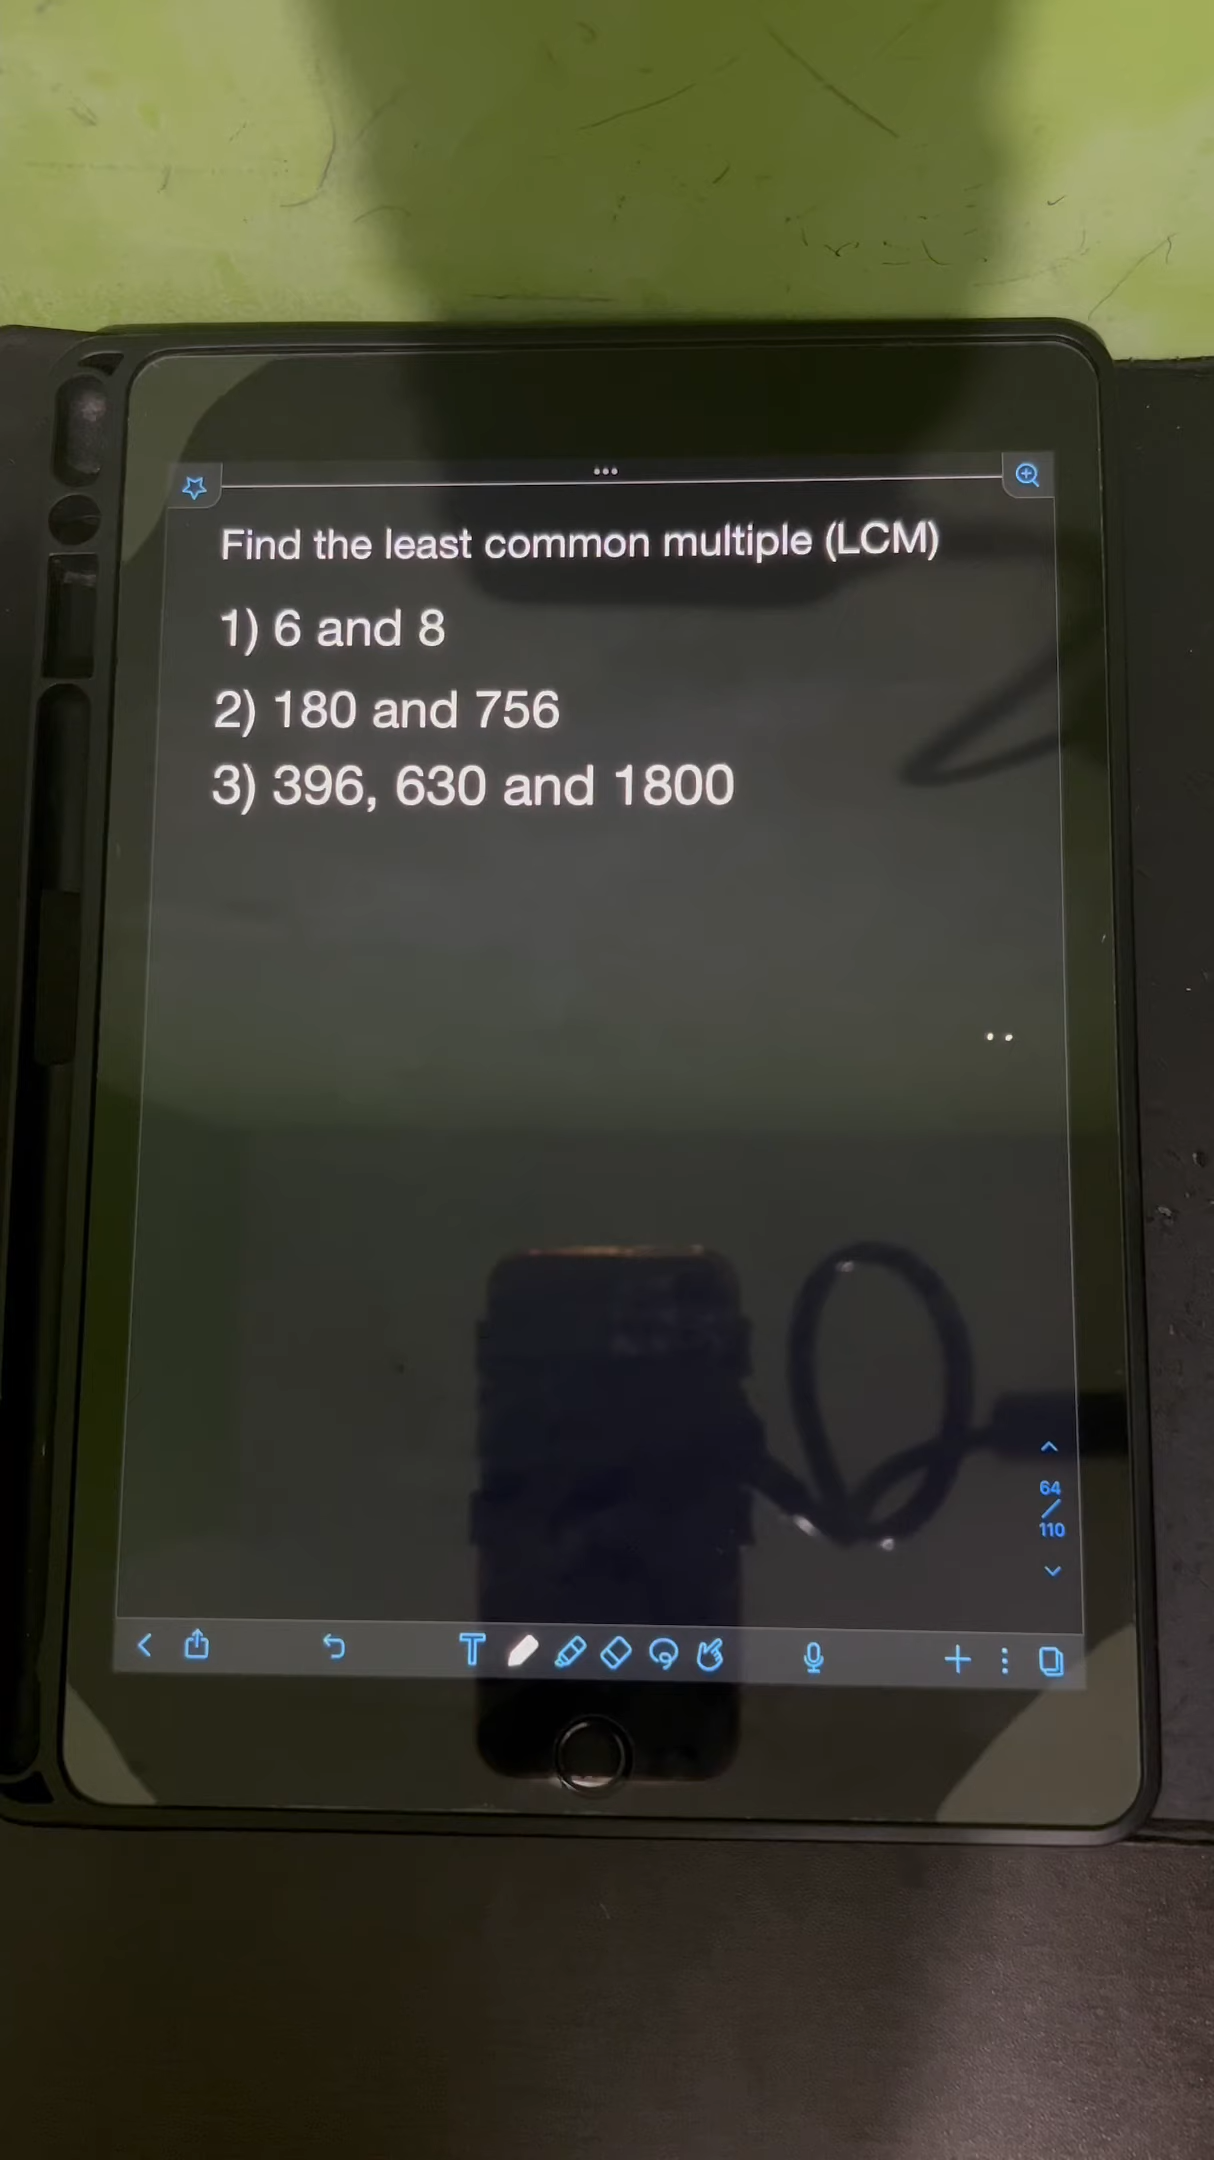 Find the least common multiple (LCM)
1) 6 and 8
2) 180 and 756
3) 396, 630 and 1800
64
/
110
T